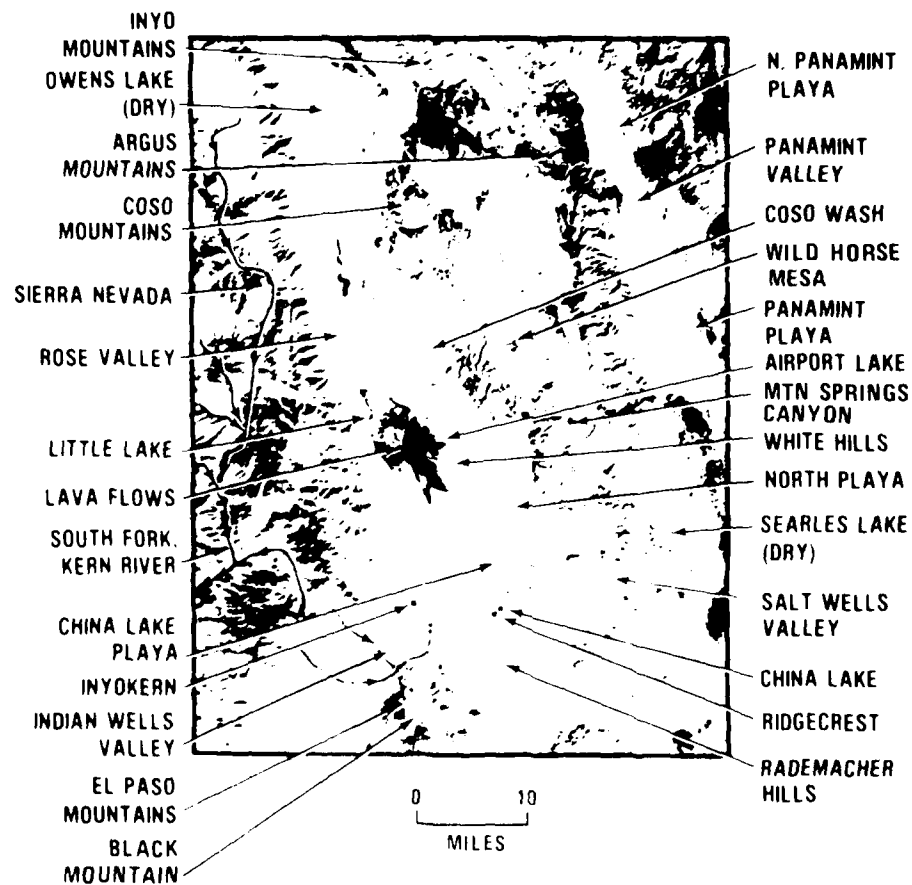 INYO
MOUNTAINS
OWENS LAKE
(DRY)
ARGUS
MOUNTAINS
COSO
MOUNTAINS
SIERRA NEVADA
ROSE VALLEY
LITTLE LAKE
LAVA FLOWS
SOUTH FORK,
KERN RIVER
CHINA LAKE
PLAYA
INYOKERN
INDIAN WELLS
VALLEY
EL PASO
MOUNTAINS
BLACK
MOUNTAIN
N. PANAMINT
PLAYA
PANAMINT
VALLEY
COSO WASH
WILD HORSE
MESA
PANAMINT
PLAYA
AIRPORT LAKE
MTN SPRINGS
CANYON
WHITE HILLS
NORTH PLAYA
SEARLES LAKE
(DRY)
SALT WELLS
VALLEY
CHINA LAKE
RIDGECREST
RADEMACHER
HILLS
0 10
MILES